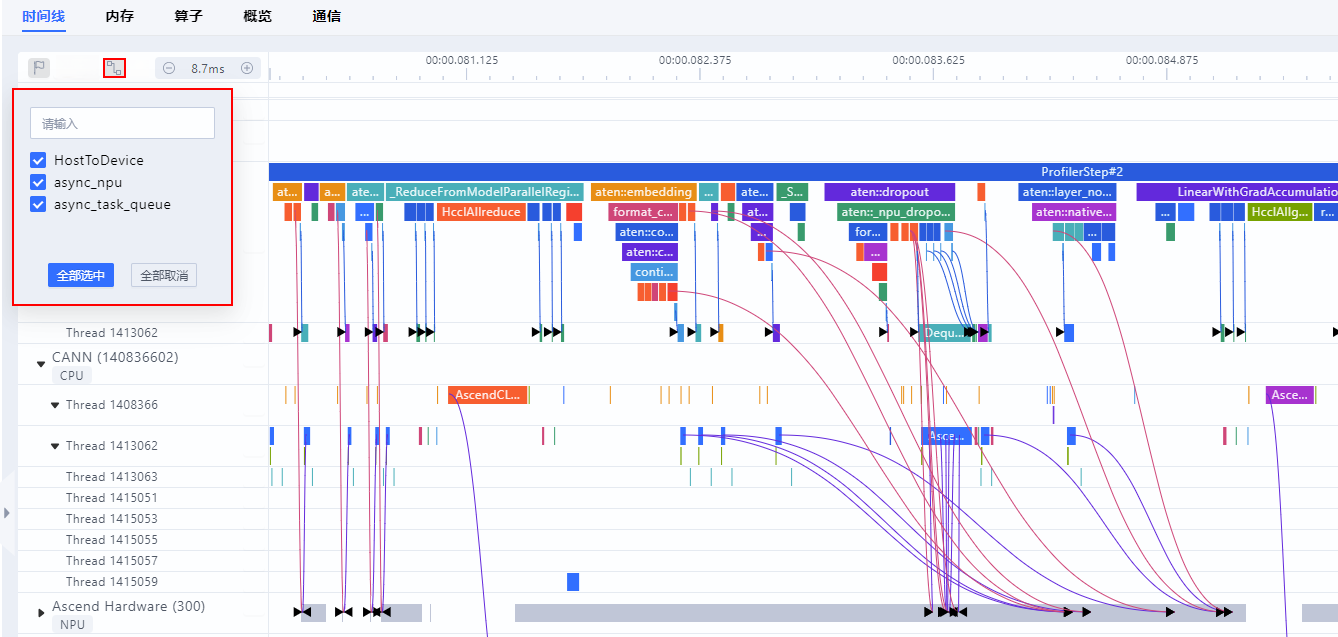 时间线 内存 算子 概览 通信
8.7ms 00:00.081.125 00:00.082.375 00:00.083.625 00:00.084.875
请输入
HostToDevice
async_npu
async_task_queue
全部选中 全部取消
ProfilerStep#2
at... a... ate... _ReduceFromModelParallelRegi... aten::embedding ... ate... _S... aten::dropout aten::layer_no... LinearWithGradAccumulatio
... HcclAllreduce format_c... at... aten::_npu_dropo... aten::native... ... HcclAllg... r...
aten::co... ... for... ...
aten::c... ...
conti...
Thread 1413062 Dequ...
CANN (140836602)
CPU
Thread 1408366 AscendCL... Asce...
Thread 1413062 Asce...
Thread 1413063
Thread 1415051
Thread 1415053
Thread 1415055
Thread 1415057
Thread 1415059
Ascend Hardware (300)
NPU